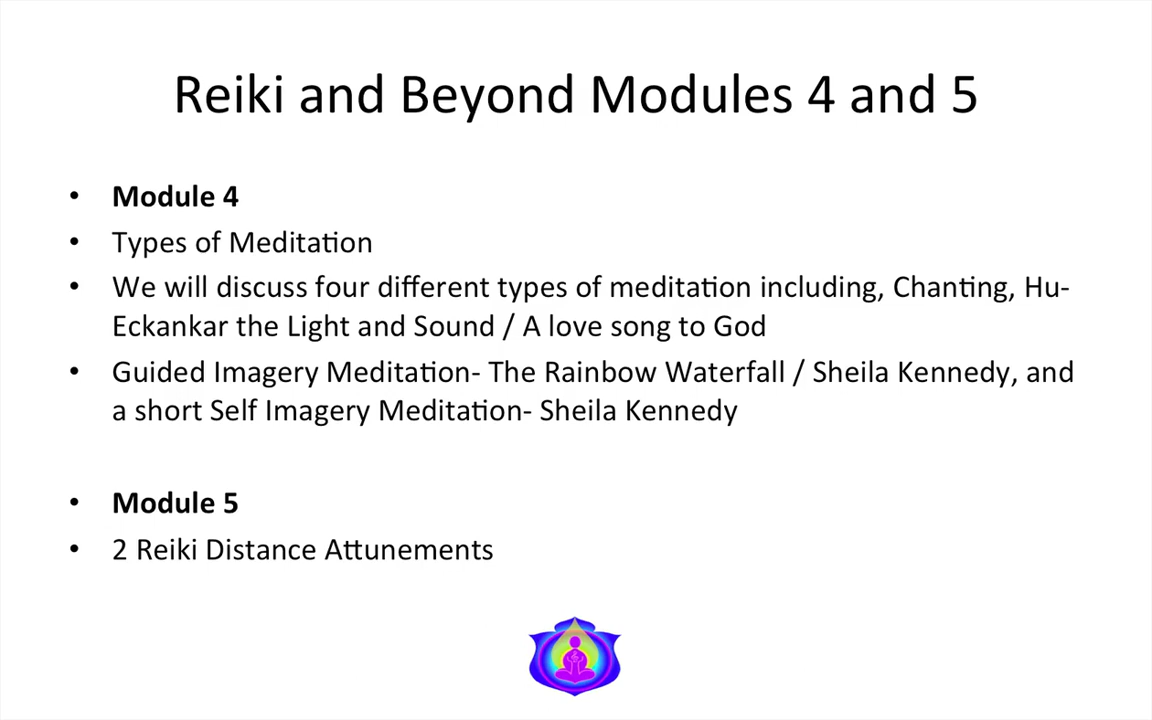 Reiki and Beyond Modules 4 and 5
• Module 4
• Types of Meditation
• We will discuss four different types of meditation including, Chanting, Hu-
Eckankar the Light and Sound / A love song to God
• Guided Imagery Meditation- The Rainbow Waterfall / Sheila Kennedy, and
a short Self Imagery Meditation- Sheila Kennedy
• Module 5
• 2 Reiki Distance Attunements